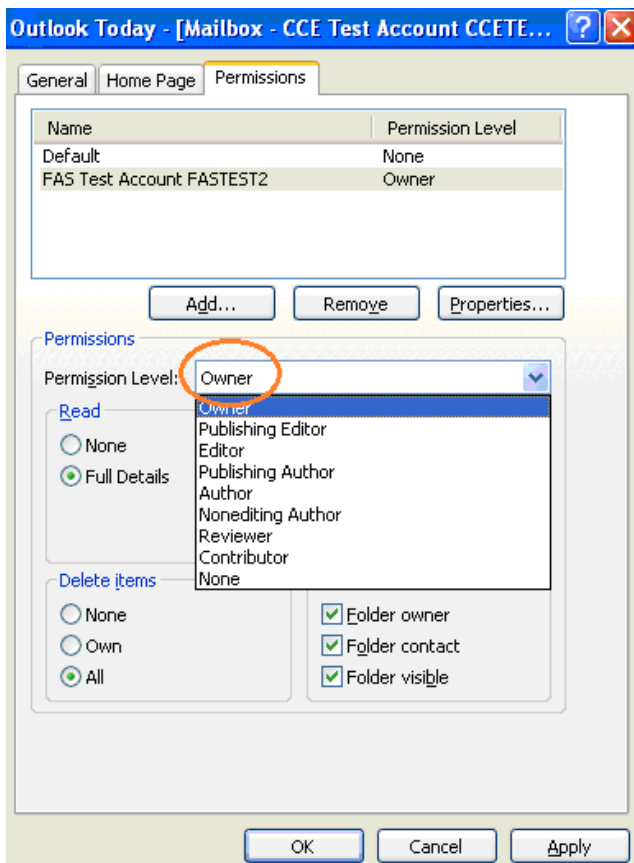 Outlook Today - [Mailbox - CCE Test Account CCETE...
General Home Page Permissions
Name Permission Level
Default None
FAS Test Account FASTEST2 Owner
Add... Remove Properties...
Permissions
Permission Level: Owner
Owner
Publishing Editor
Editor
Publishing Author
Author
Nonediting Author
Reviewer
Contributor
None
Read
None
Full Details
Delete items
None
Own
All
Folder owner
Folder contact
Folder visible
OK Cancel Apply